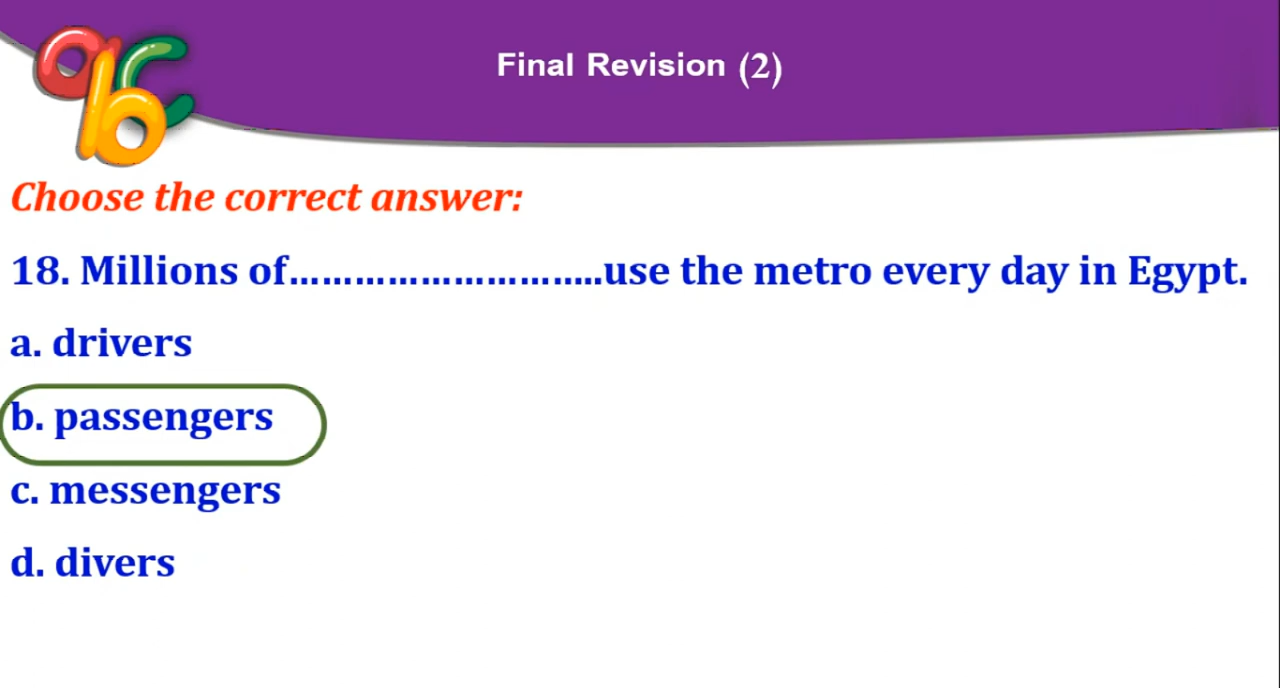 abc
Final Revision (2)
Choose the correct answer:
18. Millions of..............................use the metro every day in Egypt.
a. drivers
b. passengers
c. messengers
d. divers